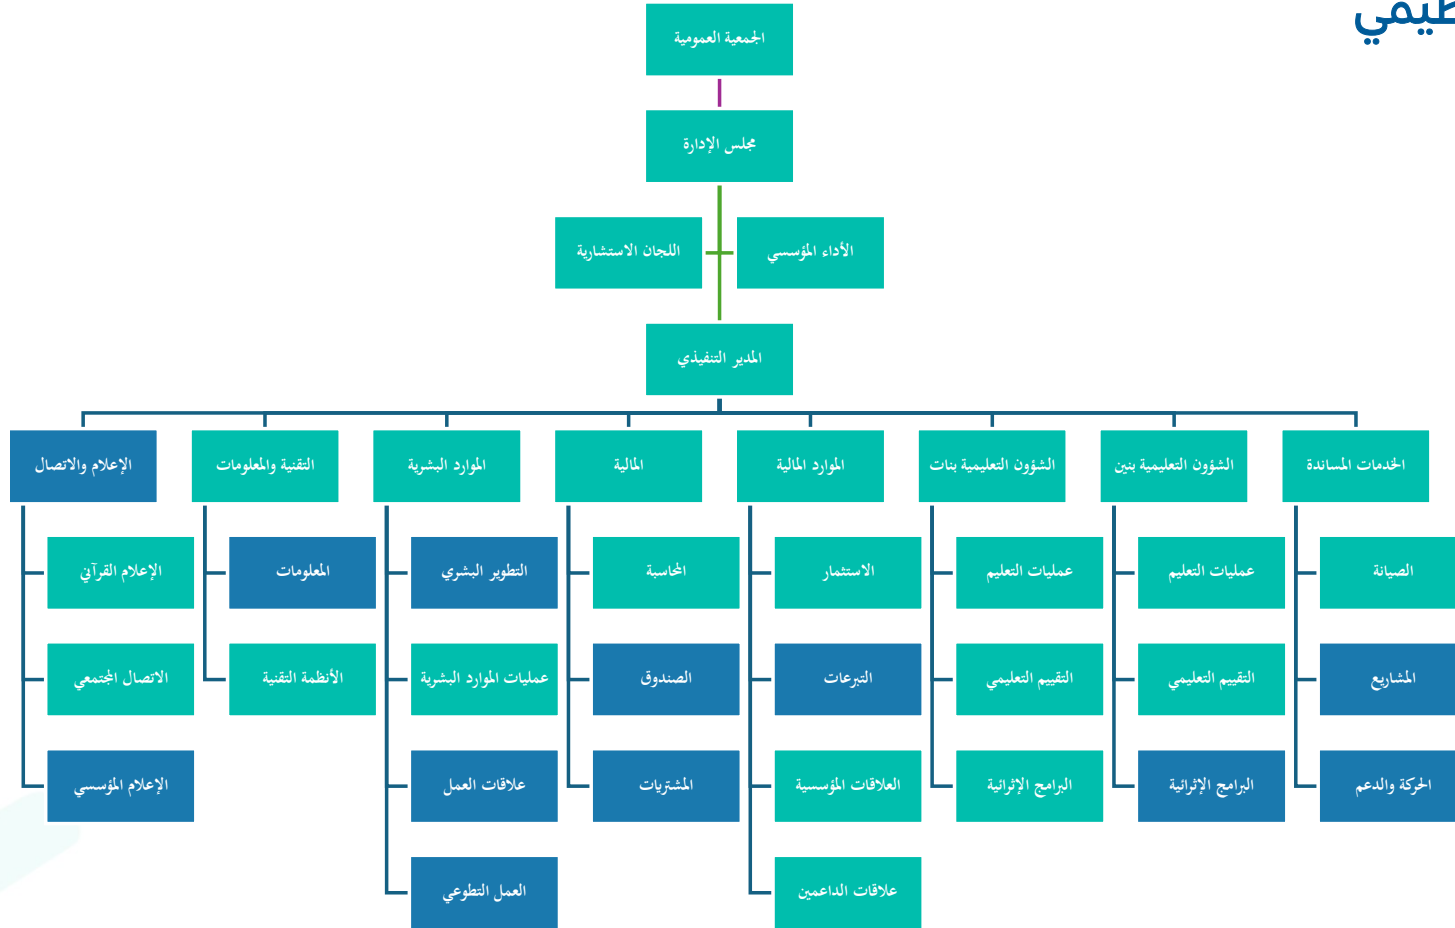 ظيمي
الجمعية العمومية
مجلس الإدارة
الأداء المؤسسي
اللجان الاستشارية
المدير التنفيذي
الخدمات المساندة
الشؤون التعليمية بنين
الشؤون التعليمية بنات
الموارد المالية
المالية
الموارد البشرية
التقنية والمعلومات
الإعلام والاتصال
الصيانة
عمليات التعليم
عمليات التعليم
الاستثمار
المحاسبة
التطوير البشري
المعلومات
الإعلام القرآني
المشاريع
التقييم التعليمي
التقييم التعليمي
التبرعات
الصندوق
عمليات الموارد البشرية
الأنظمة التقنية
الاتصال المجتمعي
الحركة والدعم
البرامج الإثرائية
البرامج الإثرائية
العلاقات المؤسسية
المشتريات
علاقات العمل
الإعلام المؤسسي
علاقات الداعمين
العمل التطوعي